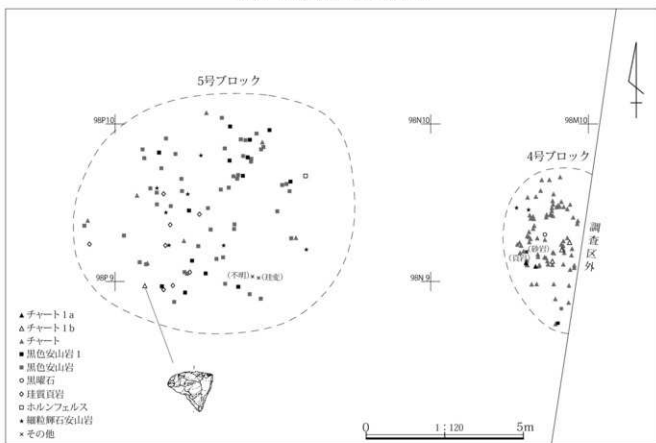 5号ブロック
98P10
98N10
98M10
4号ブロック
(砂岩)
(頁岩)
調査区外
98P9
(不明)
(珪変)
98N9
▲チャート1a
△チャート1b
▲チャート
■黒色安山岩1
■黒色安山岩
○黒曜石
◇珪質頁岩
□ホルンフェルス
★細粒輝石安山岩
×その他
0 1:120 5m